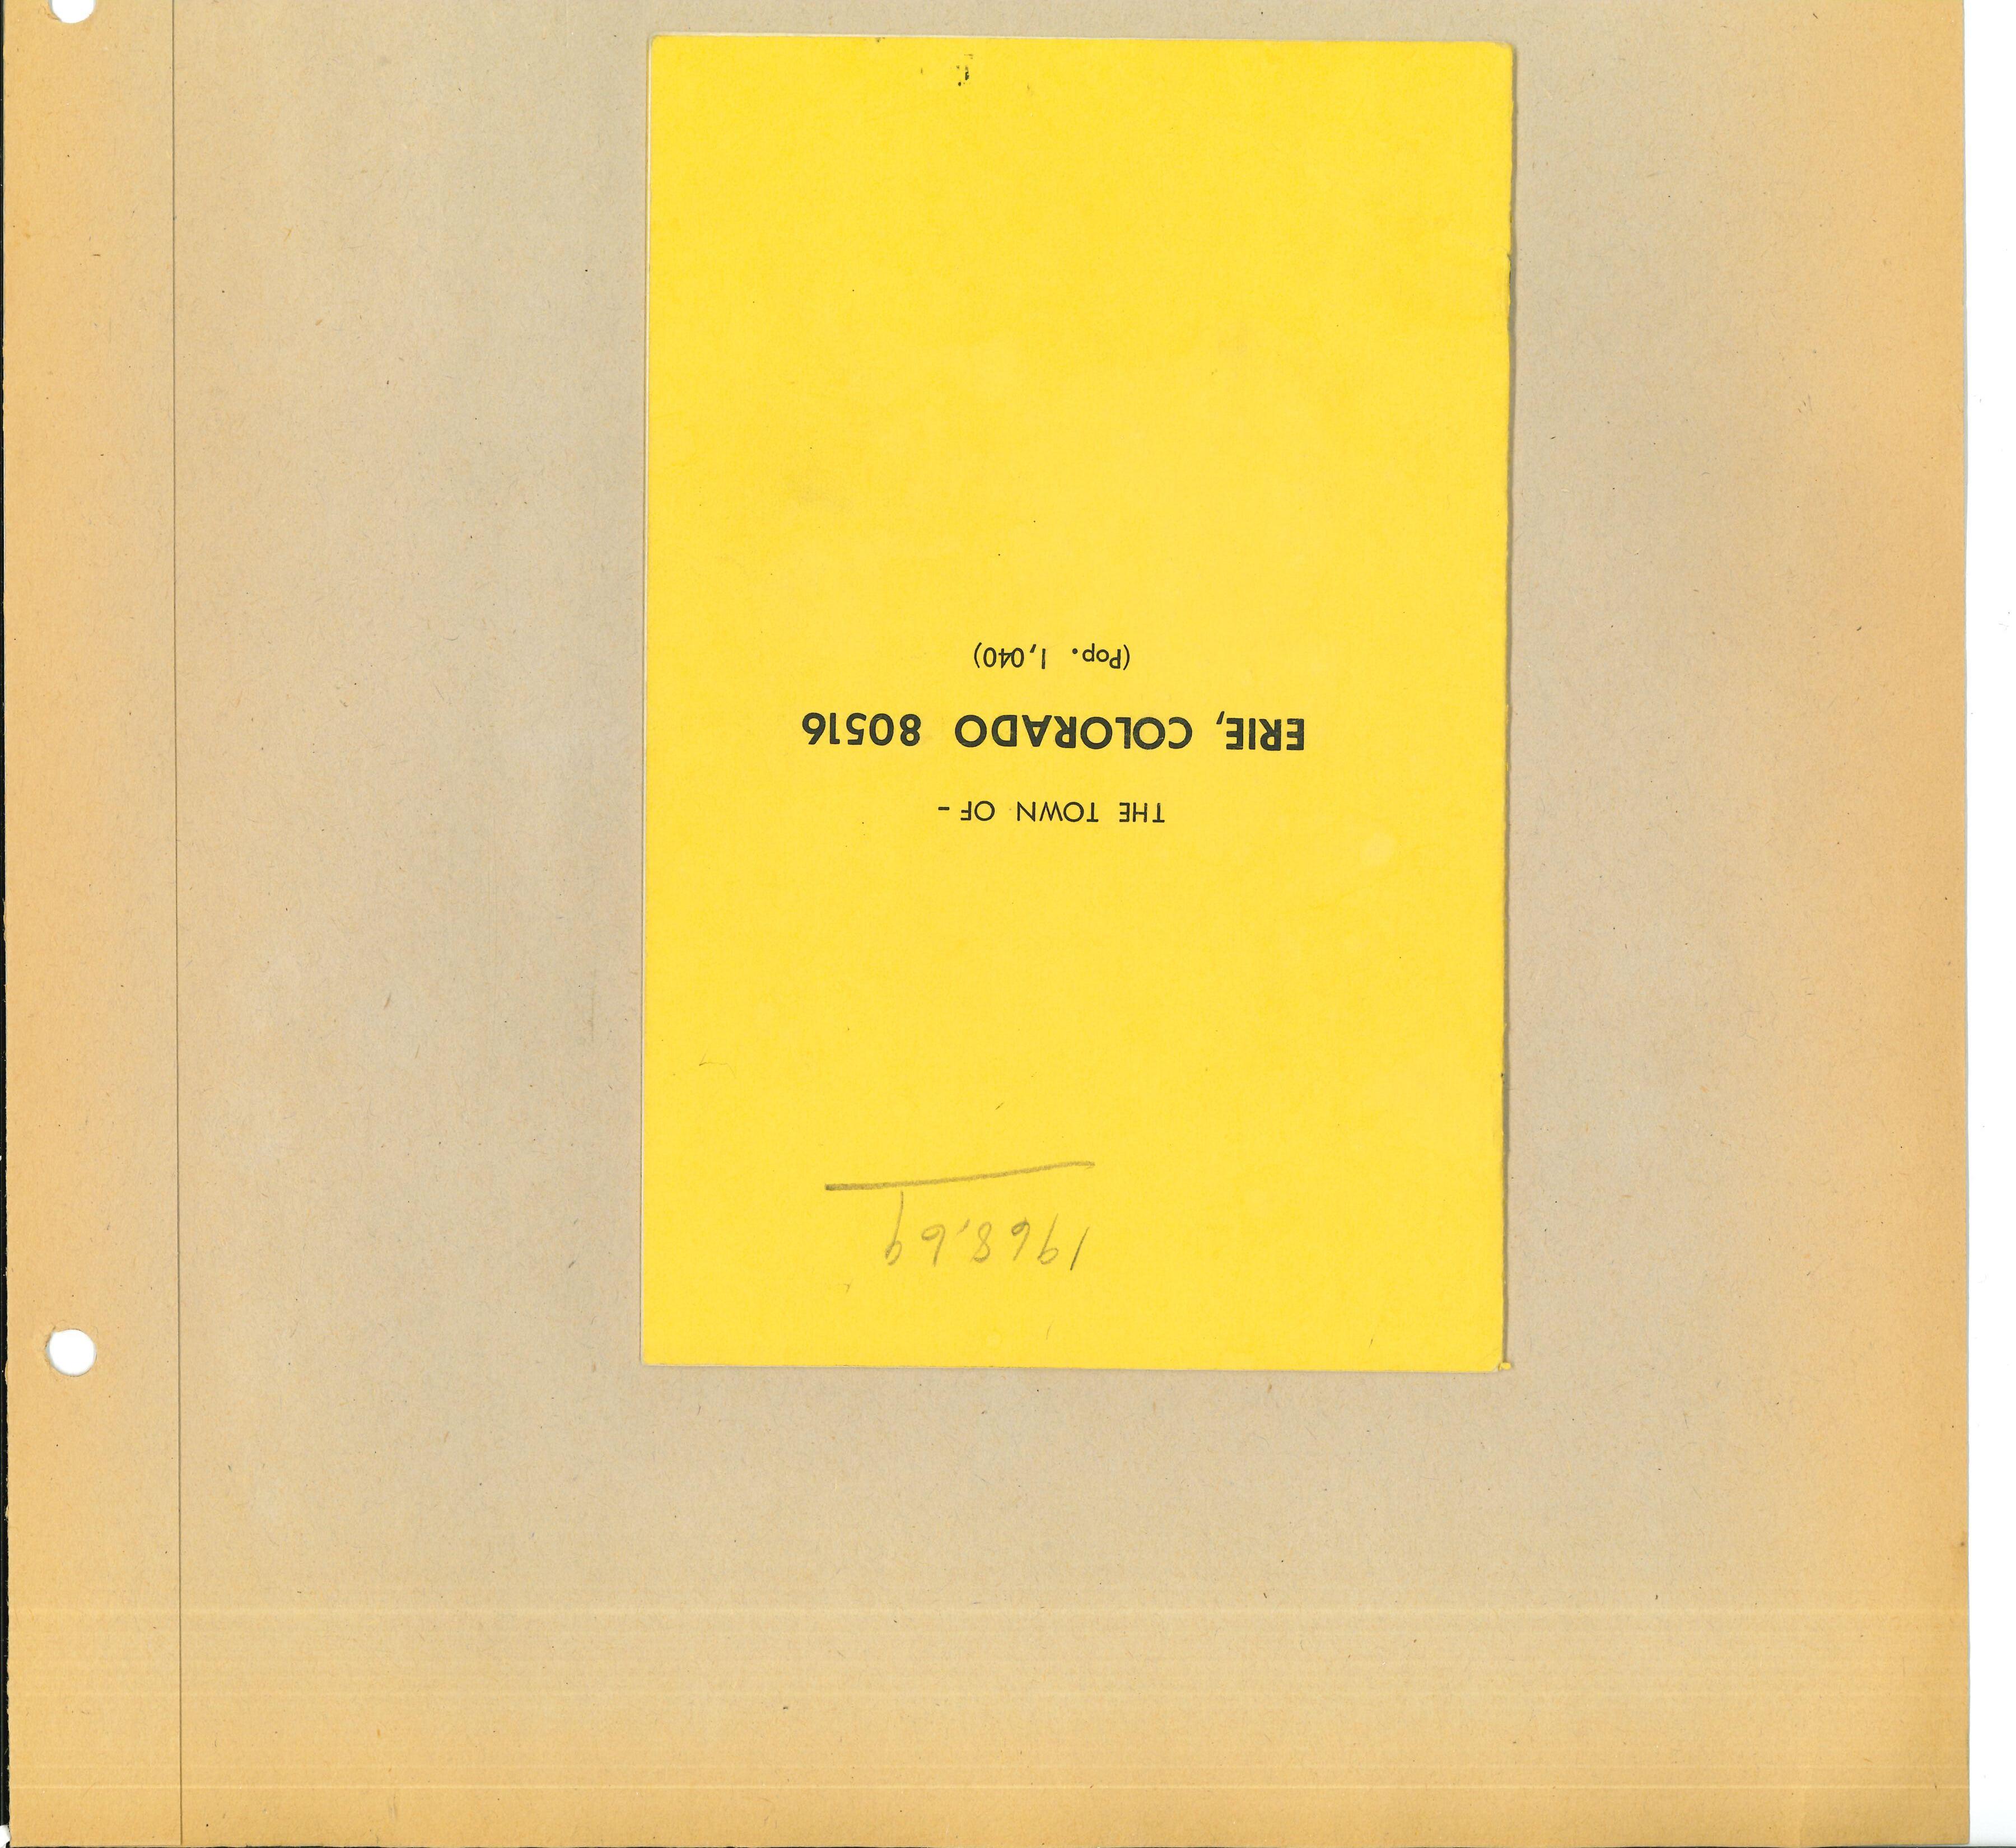 1968.69
THE TOWN OF -
ERIE, COLORADO 80516
(Pop. 1,040)